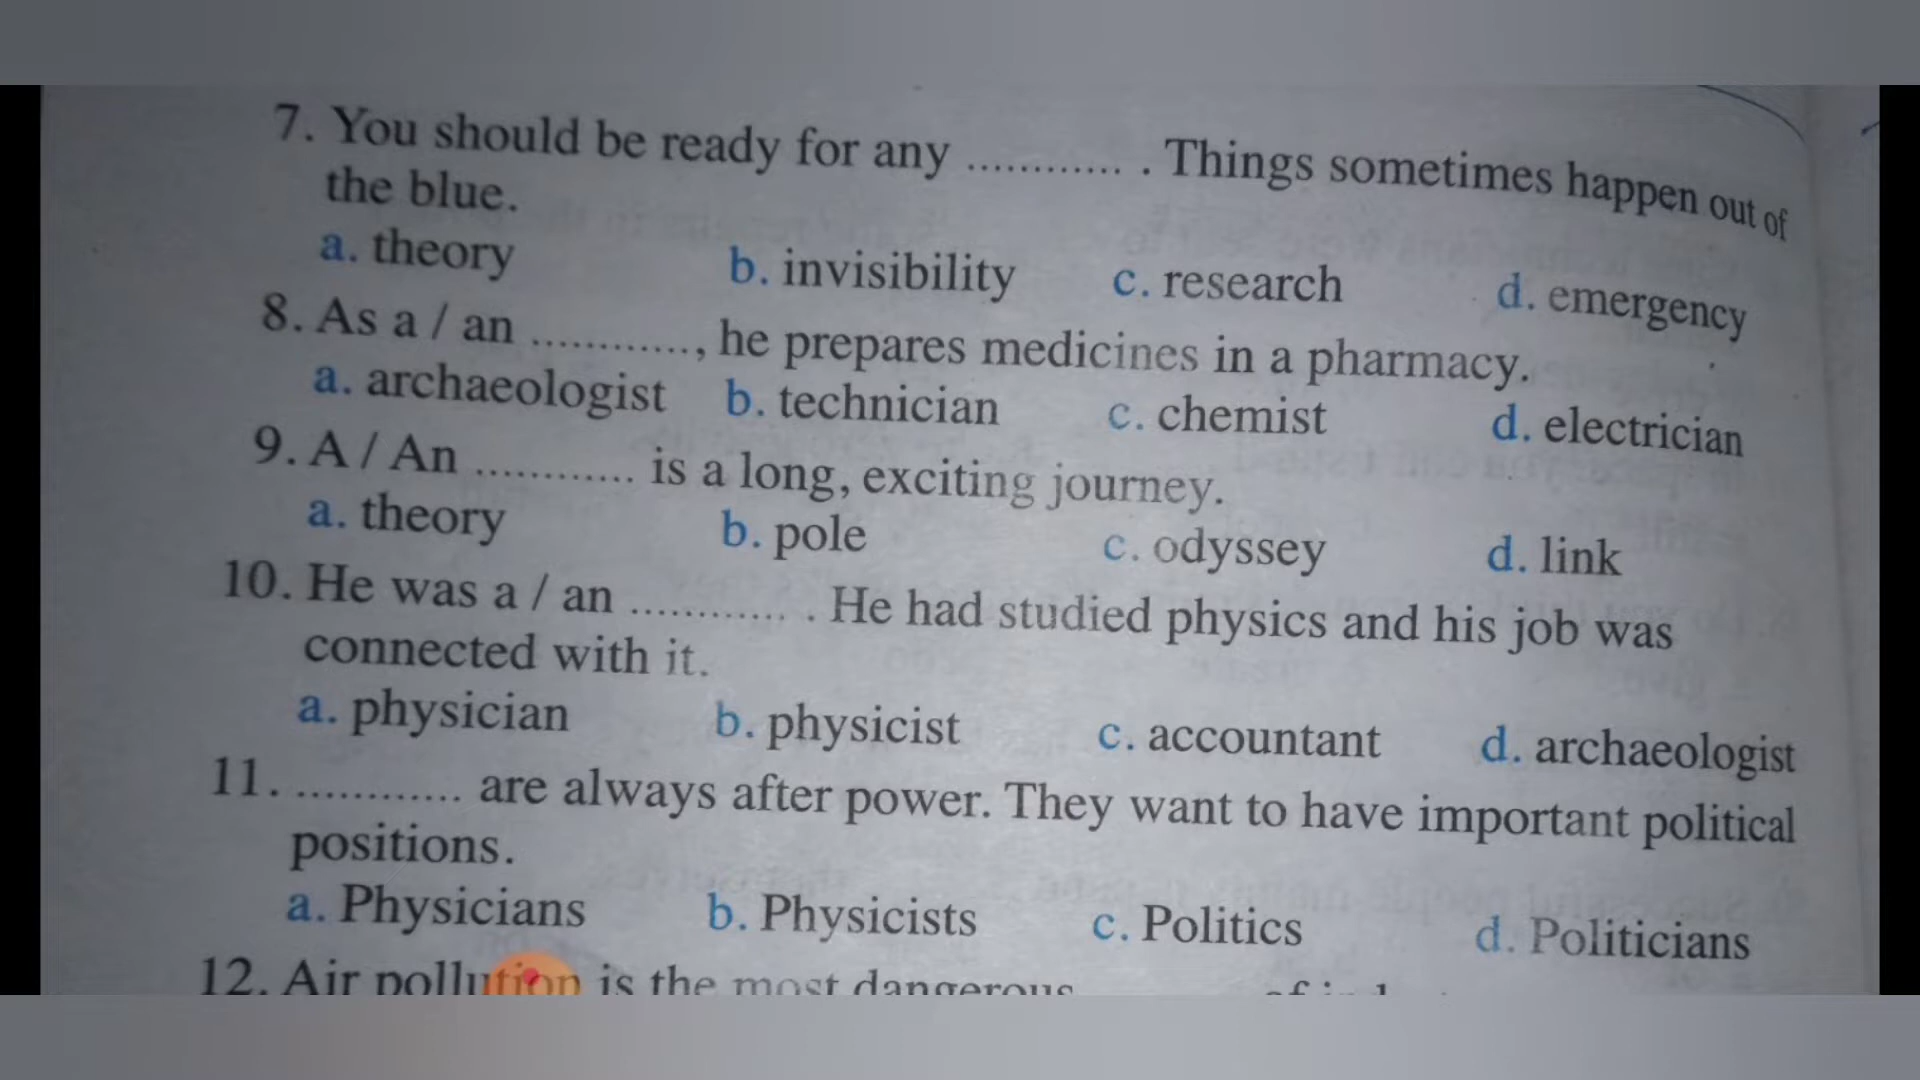 7. You should be ready for any ............ . Things sometimes happen out of
the blue.
a. theory b. invisibility c. research d. emergency
8. As a / an ............, he prepares medicines in a pharmacy.
a. archaeologist b. technician c. chemist d. electrician
9. A / An ............ is a long, exciting journey.
a. theory b. pole c. odyssey d. link
10. He was a / an ............ . He had studied physics and his job was
connected with it.
a. physician b. physicist c. accountant d. archaeologist
11. ............ are always after power. They want to have important political
positions.
a. Physicians b. Physicists c. Politics d. Politicians
12. Air pollution is the most dangerous